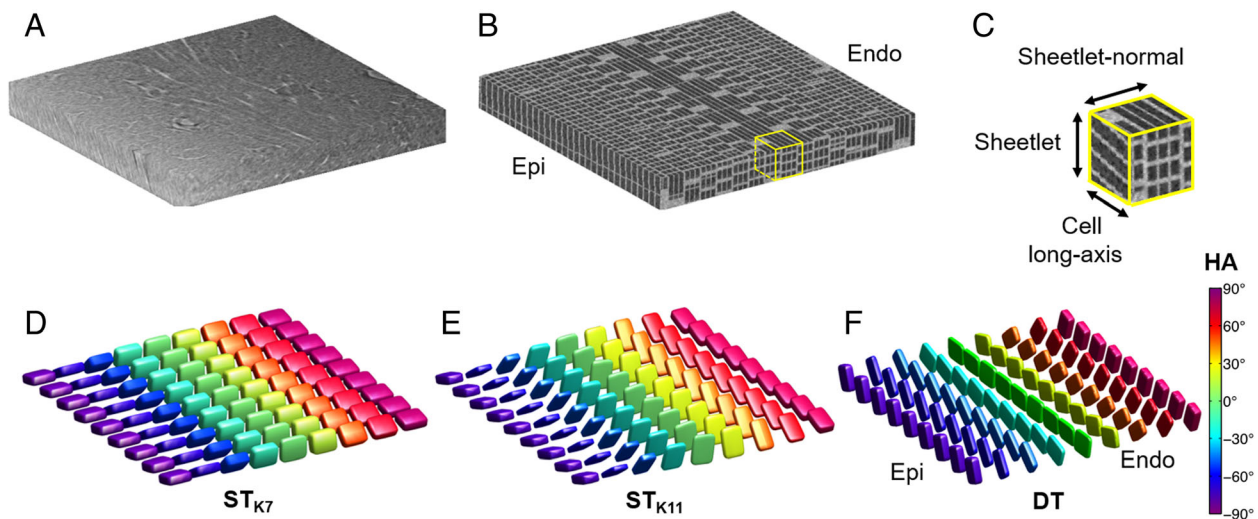 A
B
Endo
Epi
C
Sheetlet-normal
Sheetlet
Cell
long-axis
HA
90°
60°
30°
0°
−30°
−60°
−90°
D
STK7
E
STK11
F
Epi
Endo
DT